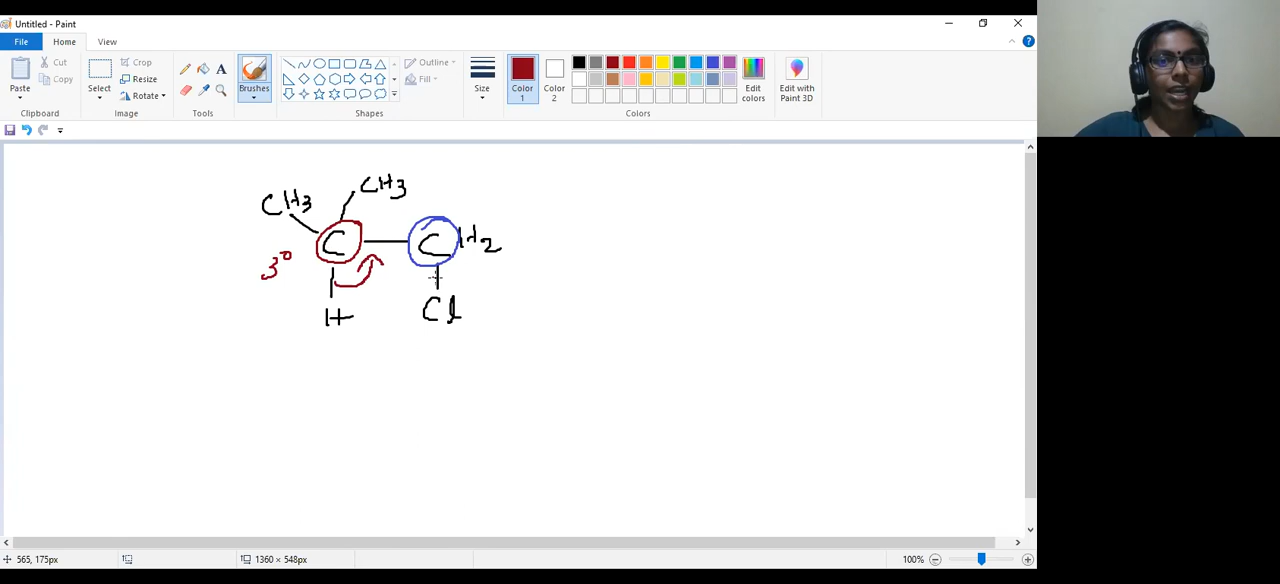 Untitled - Paint
File Home View
Paste Cut Copy
Clipboard
Select Crop Resize Rotate
Image
A
Tools
Brushes
Shapes
Outline Fill
Size
Color 1
Color 2
Colors
Edit colors
Edit with Paint 3D
CH3 CH3
C C H2
3°
H Cl
565, 175px
1360 × 548px
100%